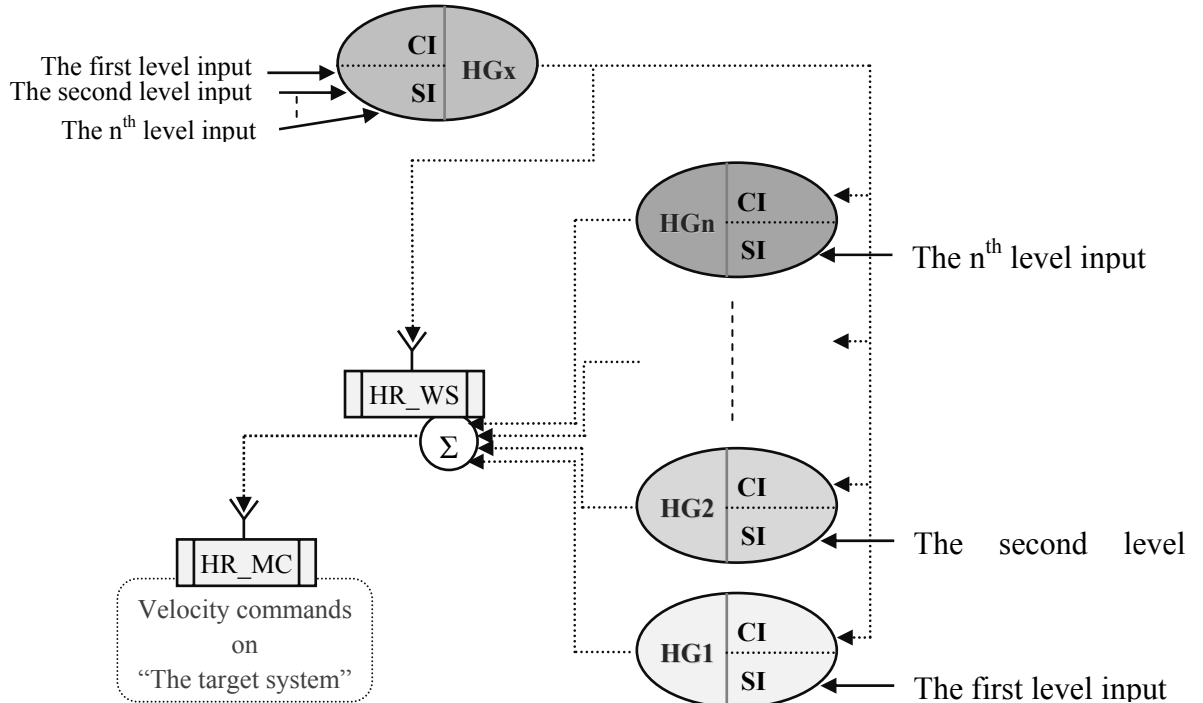 CI
HGx
SI
The first level input
The second level input
The nth level input
CI
HGn
SI
The nth level input
HR_WS
Σ
CI
HG2
SI
The second level
HR_MC
Velocity commands
on
“The target system”
CI
HG1
SI
The first level input